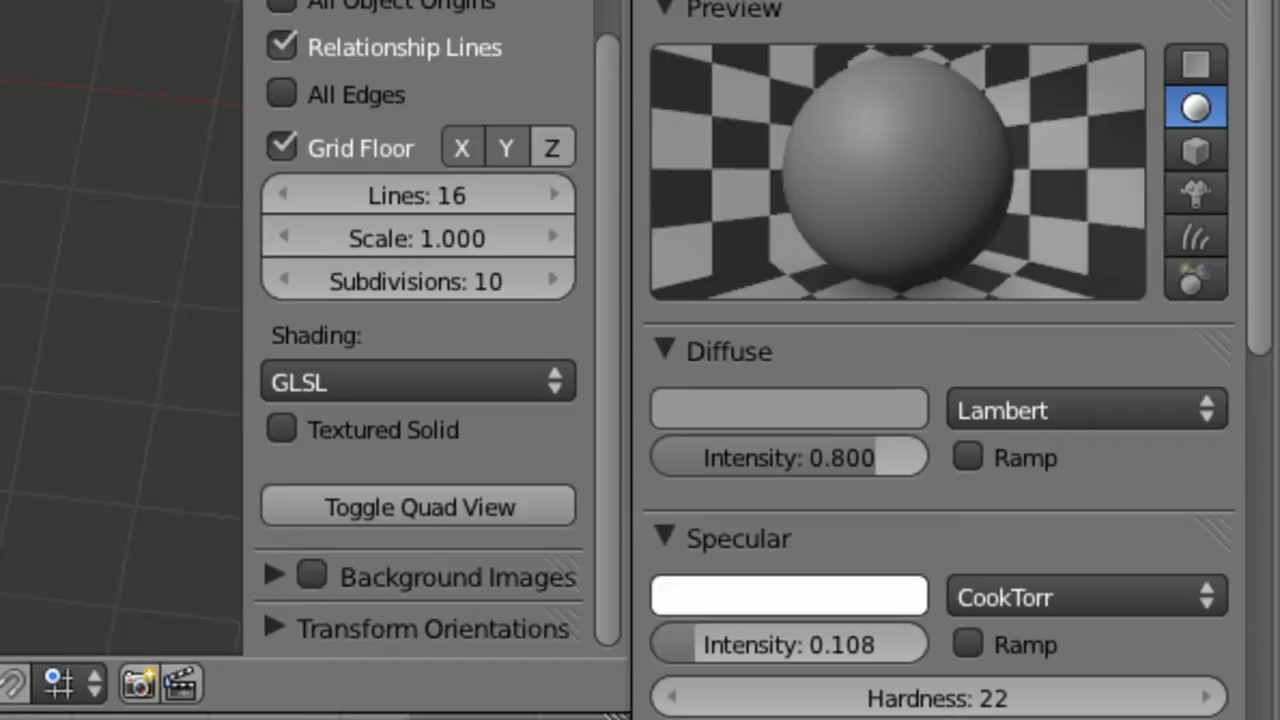 All Object Origins
Relationship Lines
All Edges
Grid Floor X Y Z
Lines: 16
Scale: 1.000
Subdivisions: 10
Shading:
GLSL
Textured Solid
Toggle Quad View
Background Images
Transform Orientations
Preview
Diffuse
Lambert
Intensity: 0.800 Ramp
Specular
CookTorr
Intensity: 0.108 Ramp
Hardness: 22